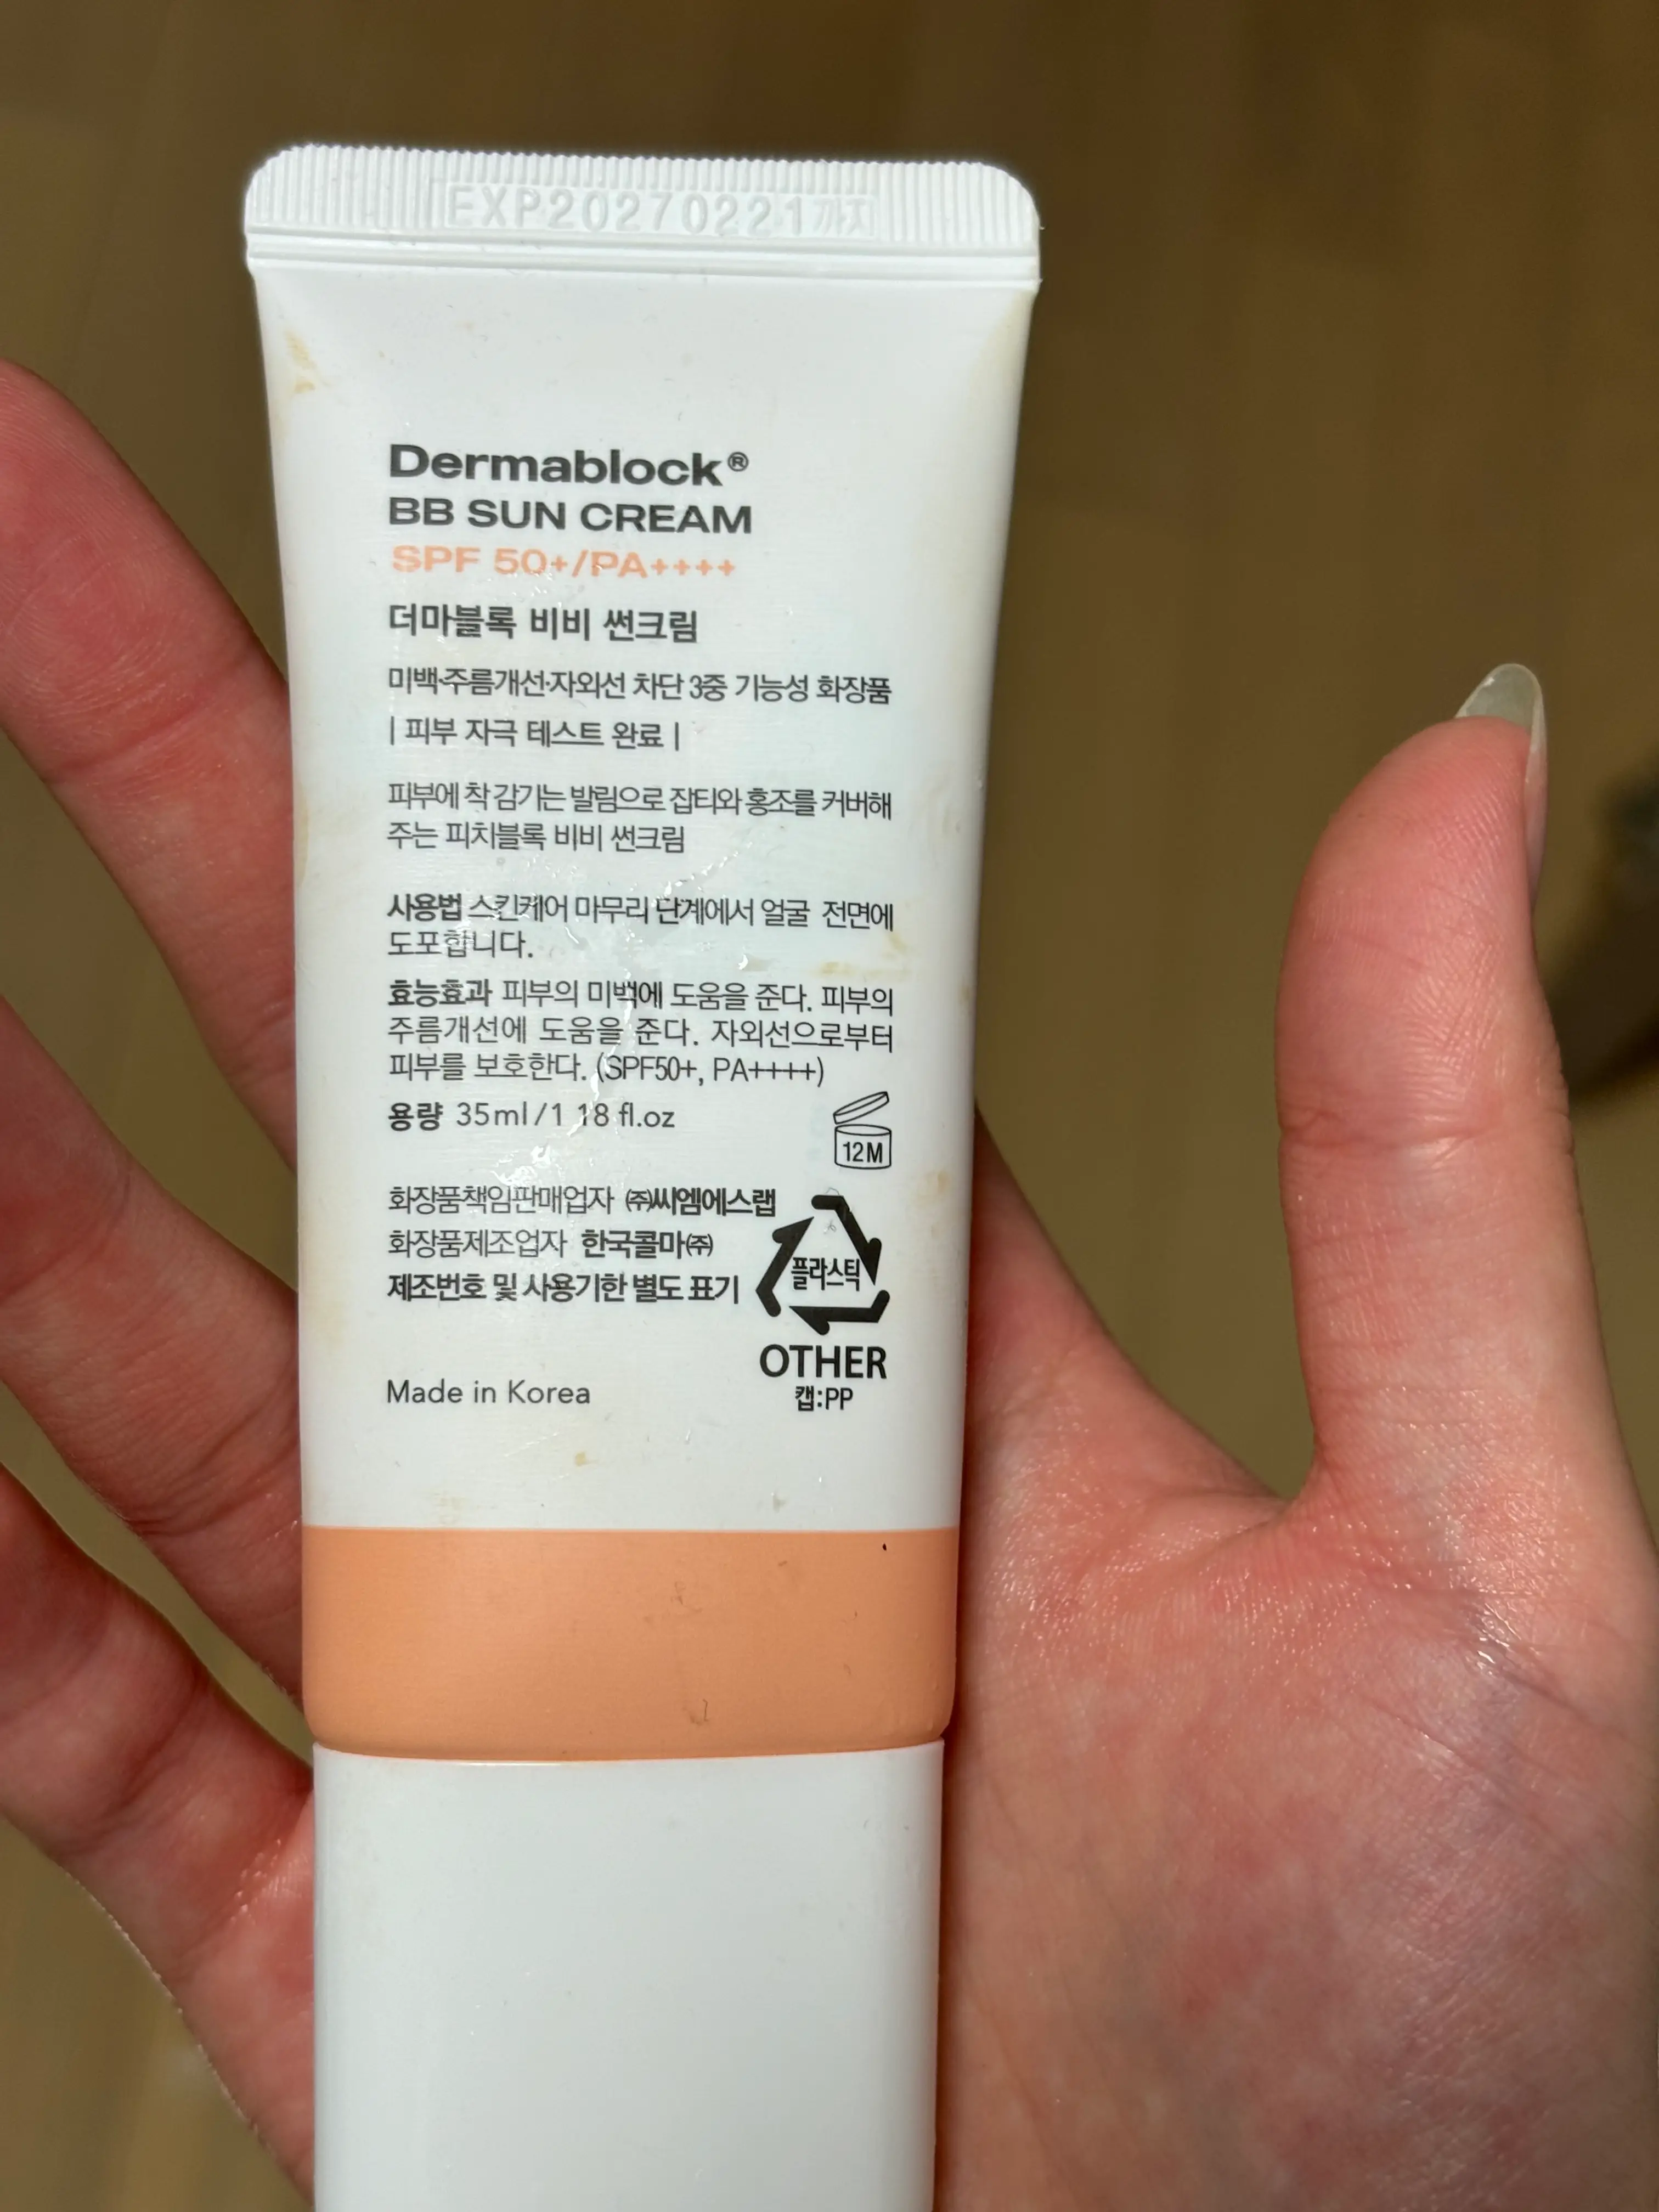 EXP20270221까지
Dermablock®
BB SUN CREAM
SPF 50+/PA++++
더마블록 비비 썬크림
미백·주름개선·자외선 차단 3중 기능성 화장품
| 피부 자극 테스트 완료 |
피부에 착 감기는 발림으로 잡티와 홍조를 커버해
주는 피치블록 비비 썬크림
사용법 스킨케어 마무리 단계에서 얼굴 전면에
도포합니다.
효능효과 피부의 미백에 도움을 준다. 피부의
주름개선에 도움을 준다. 자외선으로부터
피부를 보호한다. (SPF50+, PA++++)
용량 35ml/1 18 fl.oz
12M
화장품책임판매업자 ㈜씨엠에스랩
화장품제조업자 한국콜마㈜
제조번호 및 사용기한 별도 표기
플라스틱
OTHER
캡:PP
Made in Korea